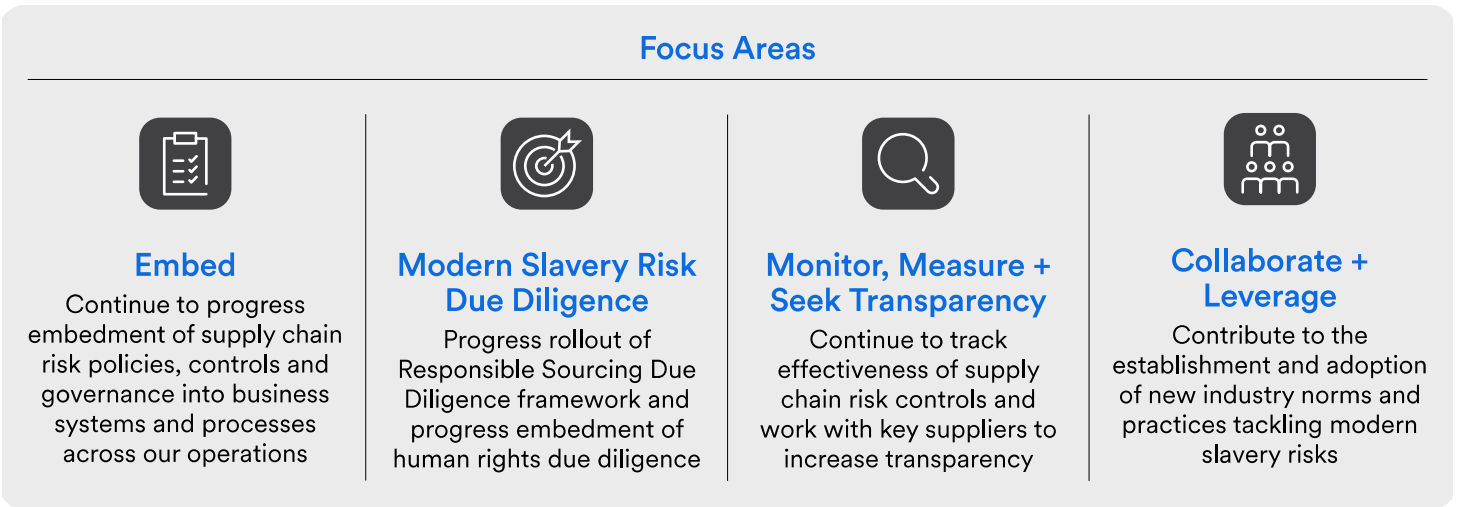 Focus Areas
Embed
Continue to progress
embedment of supply chain
risk policies, controls and
governance into business
systems and processes
across our operations
Modern Slavery Risk
Due Diligence
Progress rollout of
Responsible Sourcing Due
Diligence framework and
progress embedment of
human rights due diligence
Monitor, Measure +
Seek Transparency
Continue to track
effectiveness of supply
chain risk controls and
work with key suppliers to
increase transparency
Collaborate +
Leverage
Contribute to the
establishment and adoption
of new industry norms and
practices tackling modern
slavery risks